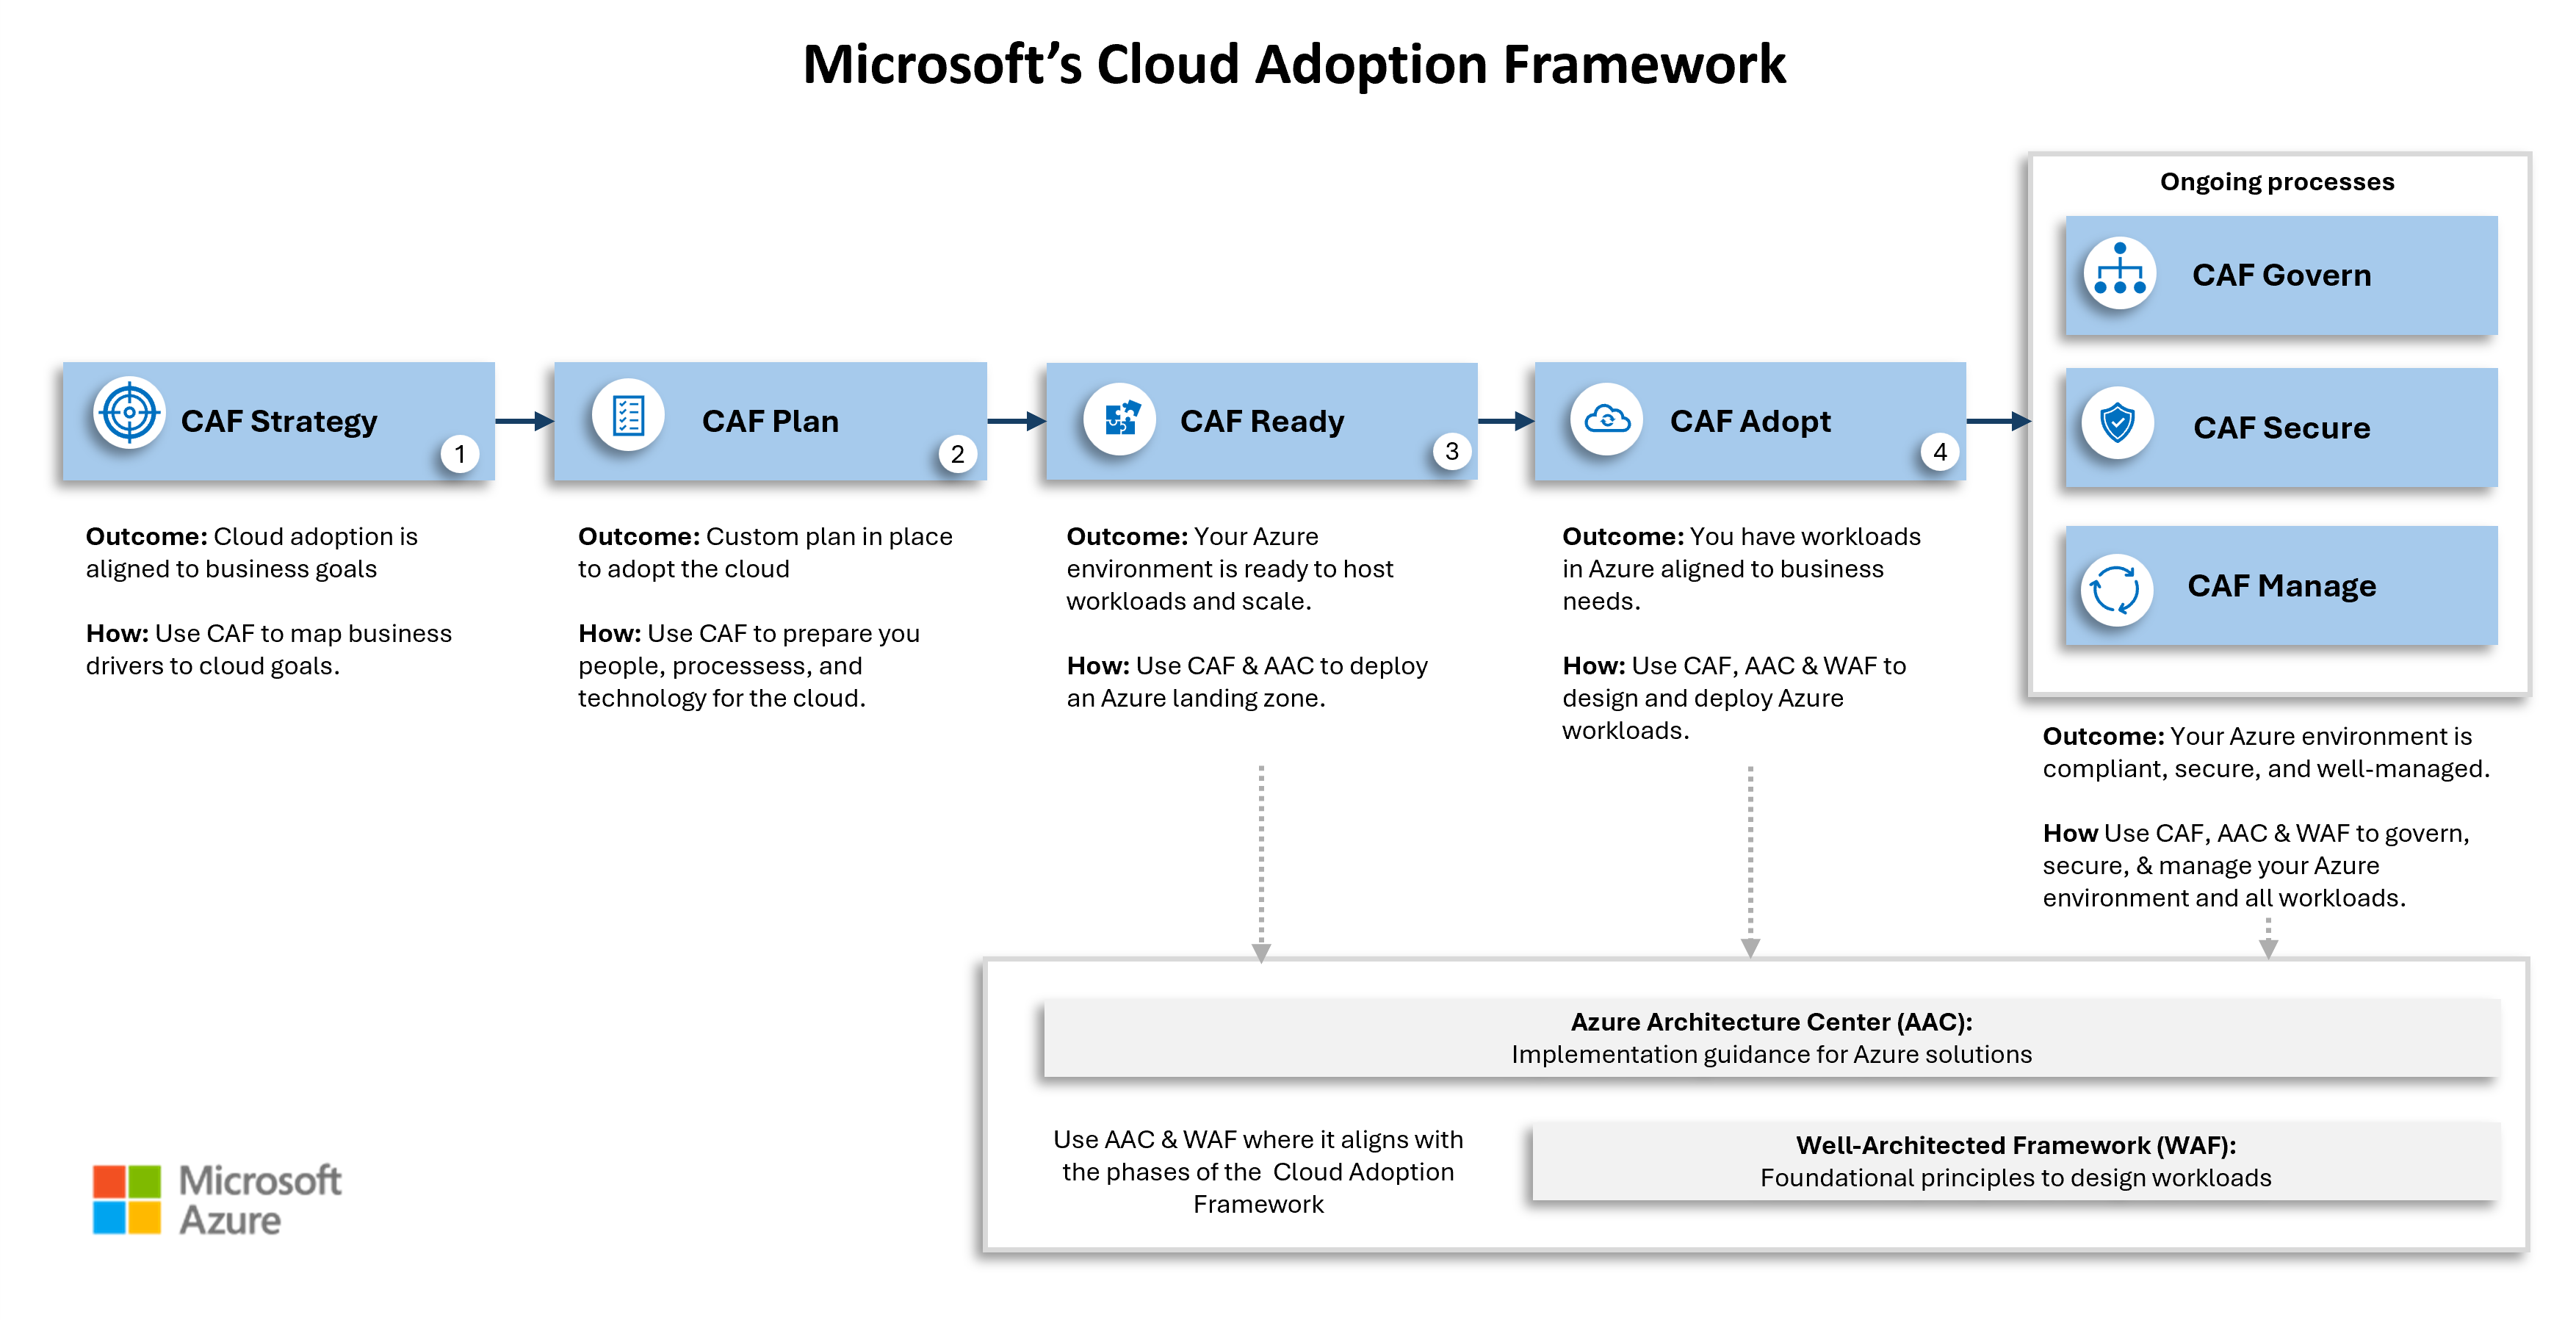 Microsoft’s Cloud Adoption Framework
CAF Strategy
1
Outcome: Cloud adoption is
aligned to business goals
How: Use CAF to map business
drivers to cloud goals.
CAF Plan
2
Outcome: Custom plan in place
to adopt the cloud
How: Use CAF to prepare you
people, processess, and
technology for the cloud.
CAF Ready
3
Outcome: Your Azure
environment is ready to host
workloads and scale.
How: Use CAF & AAC to deploy
an Azure landing zone.
CAF Adopt
4
Outcome: You have workloads
in Azure aligned to business
needs.
How: Use CAF, AAC & WAF to
design and deploy Azure
workloads.
Ongoing processes
CAF Govern
CAF Secure
CAF Manage
Outcome: Your Azure environment is
compliant, secure, and well-managed.
How Use CAF, AAC & WAF to govern,
secure, & manage your Azure
environment and all workloads.
Azure Architecture Center (AAC):
Implementation guidance for Azure solutions
Use AAC & WAF where it aligns with
the phases of the Cloud Adoption
Framework
Well-Architected Framework (WAF):
Foundational principles to design workloads
Microsoft
Azure